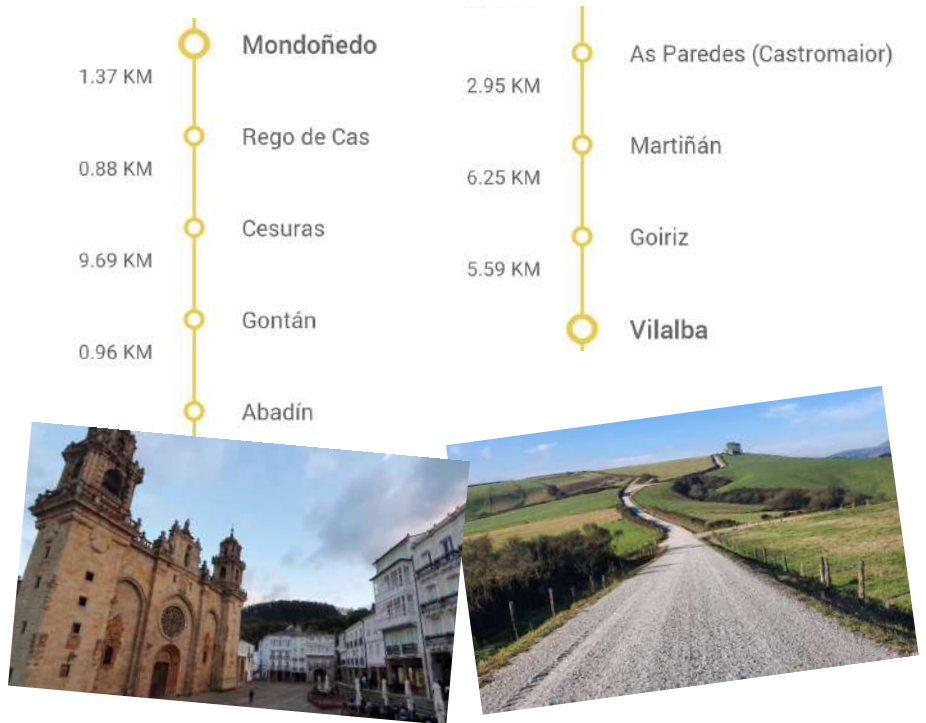 Mondoñedo
1.37 KM
Rego de Cas
0.88 KM
Cesuras
9.69 KM
Gontán
0.96 KM
Abadín
As Paredes (Castromaior)
2.95 KM
Martiñán
6.25 KM
Goiriz
5.59 KM
Vilalba